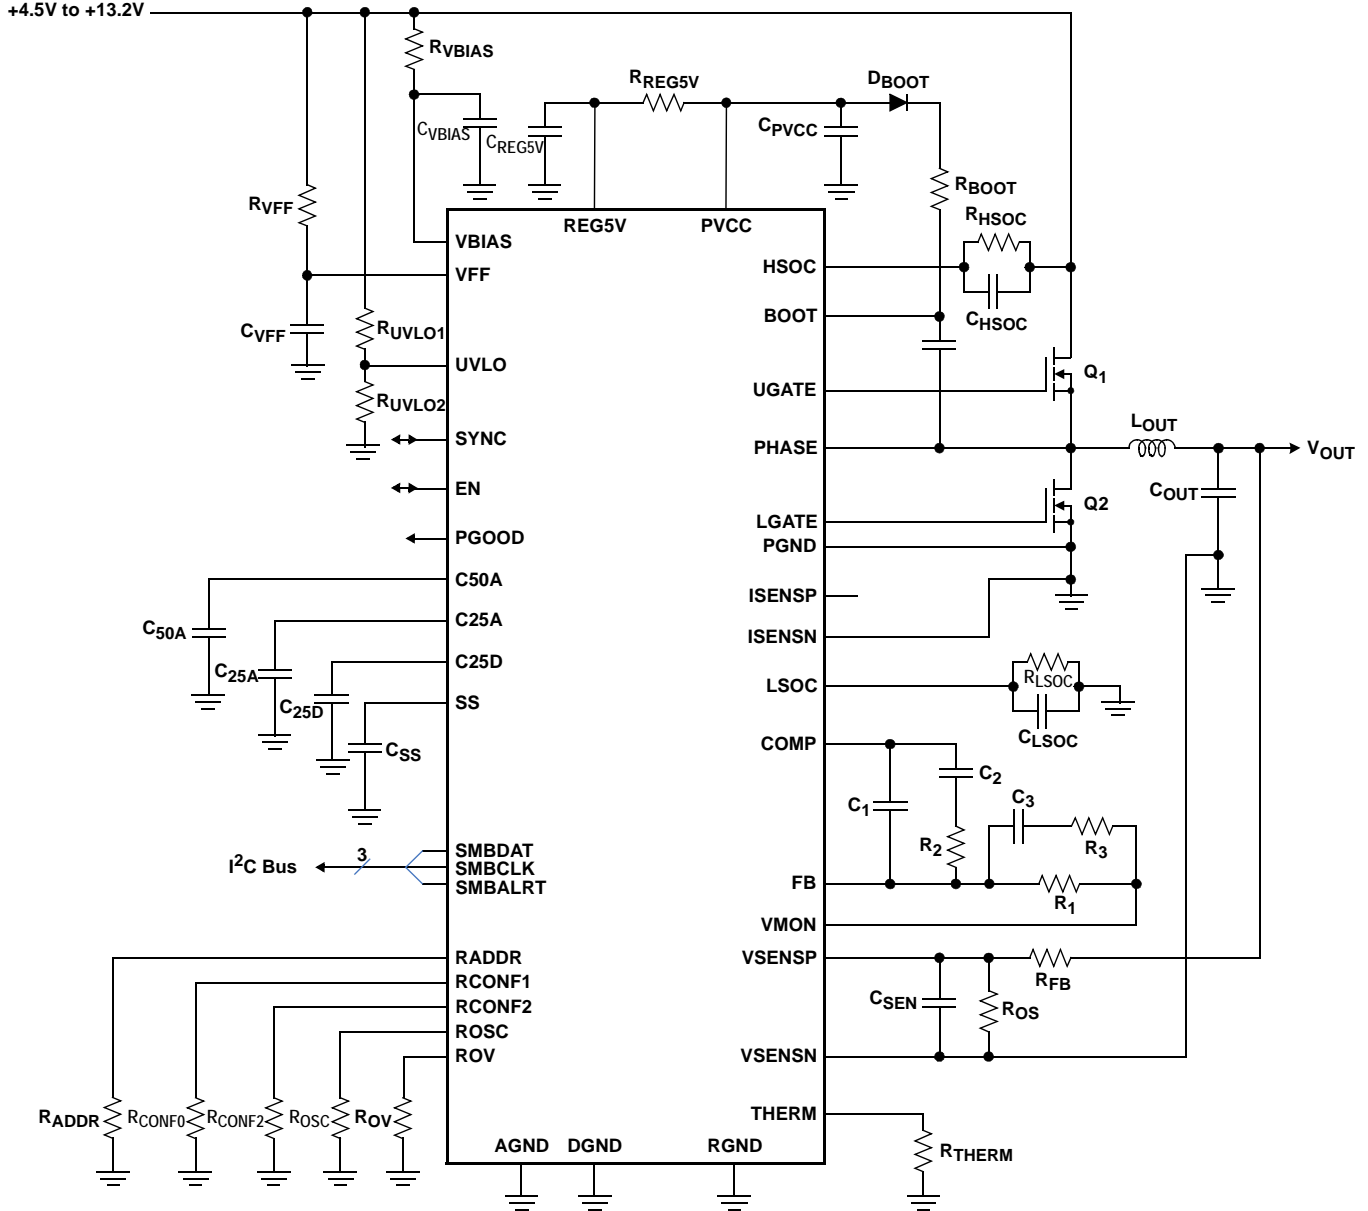 +4.5V to +13.2V
RVBIAS
CVBIAS
CREG5V
RREG5V
CPVCC
DBOOT
RBOOT
RVFF
CVFF
RUVLO1
RUVLO2
RHSOC
CHSOC
REG5V
PVCC
VBIAS
VFF
UVLO
SYNC
EN
PGOOD
C50A
C25A
C25D
SS
SMBDAT
SMBCLK
SMBALRT
RADDR
RCONF1
RCONF2
ROSC
ROV
AGND
DGND
RGND
HSOC
BOOT
UGATE
PHASE
LGATE
PGND
ISENSP
ISENSN
LSOC
COMP
FB
VMON
VSENSP
VSENSN
THERM
Q1
Q2
LOUT
VOUT
COUT
C50A
C25A
C25D
CSS
I2C Bus
3
RLSOC
CLSOC
C1
C2
R2
C3
R3
R1
RFB
CSEN
ROS
RADDR
RCONF0
RCONF2
ROSC
ROV
RTHERM